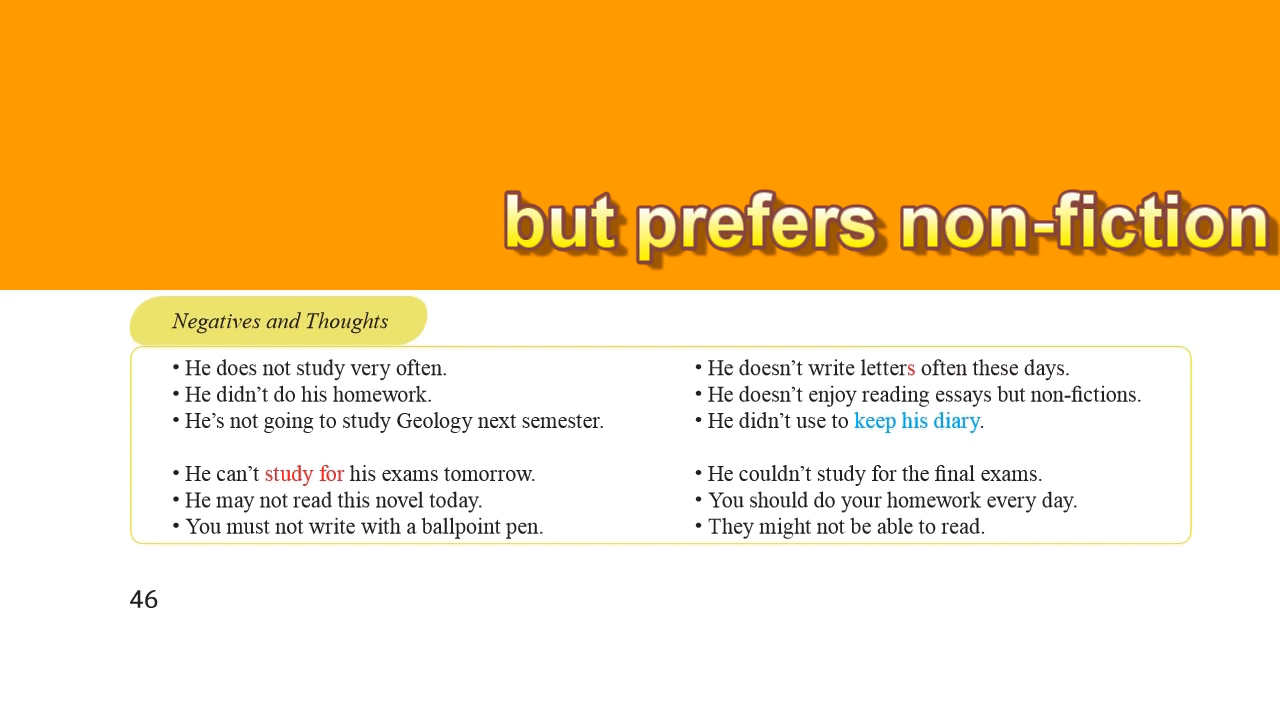 but prefers non-fiction
Negatives and Thoughts
• He does not study very often.
• He didn’t do his homework.
• He’s not going to study Geology next semester.
• He can’t study for his exams tomorrow.
• He may not read this novel today.
• You must not write with a ballpoint pen.
• He doesn’t write letters often these days.
• He doesn’t enjoy reading essays but non-fictions.
• He didn’t use to keep his diary.
• He couldn’t study for the final exams.
• You should do your homework every day.
• They might not be able to read.
46